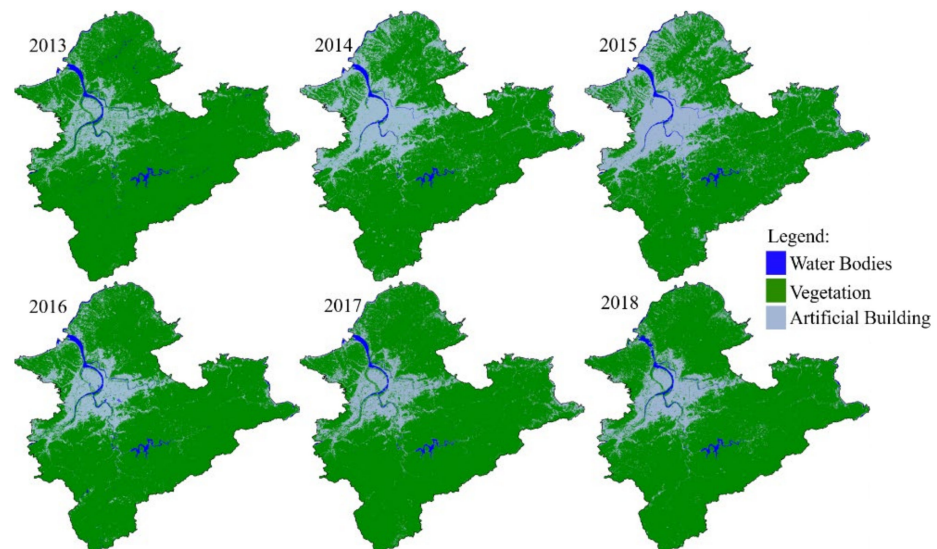 2013
2014
2015
Legend:
Water Bodies
Vegetation
Artificial Building
2016
2017
2018